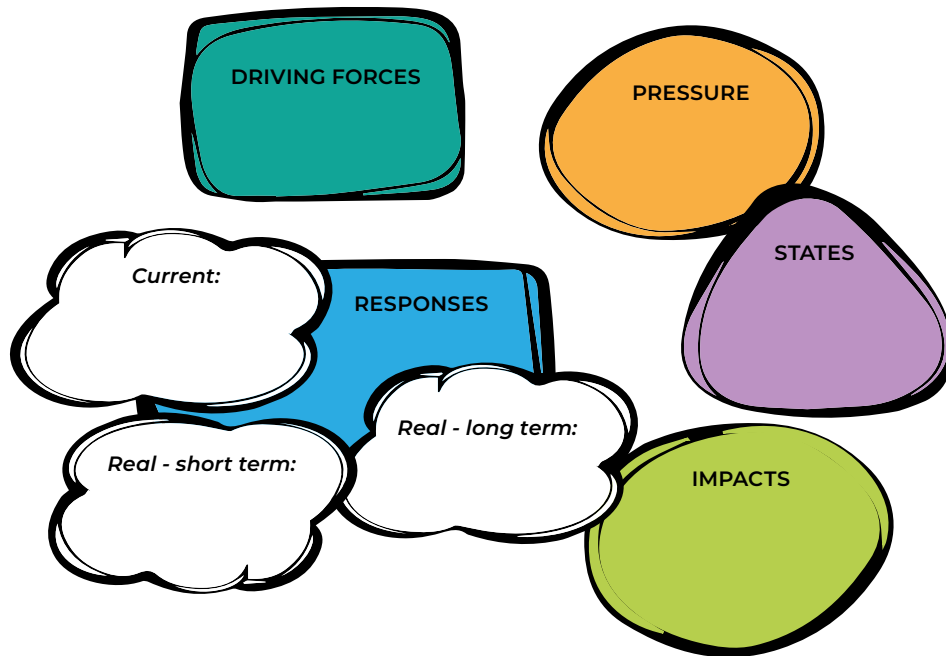 DRIVING FORCES
PRESSURE
STATES
Current:
RESPONSES
Real - long term:
Real - short term:
IMPACTS